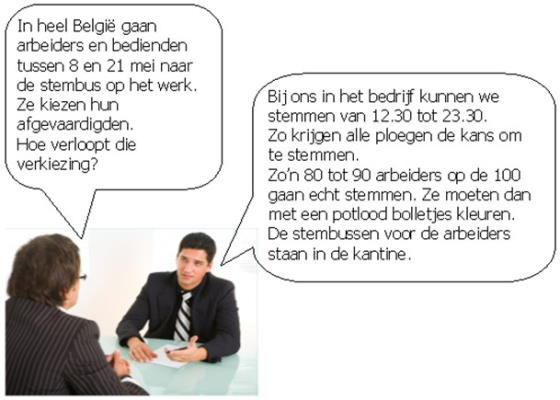 In heel België gaan
arbeiders en bedienden
tussen 8 en 21 mei naar
de stembus op het werk.
Ze kiezen hun
afgevaardigden.
Hoe verloopt die
verkiezing?
Bij ons in het bedrijf kunnen we
stemmen van 12.30 tot 23.30.
Zo krijgen alle ploegen de kans om
te stemmen.
Zo'n 80 tot 90 arbeiders op de 100
gaan echt stemmen. Ze moeten dan
met een potlood bolletjes kleuren.
De stembussen voor de arbeiders
staan in de kantine.